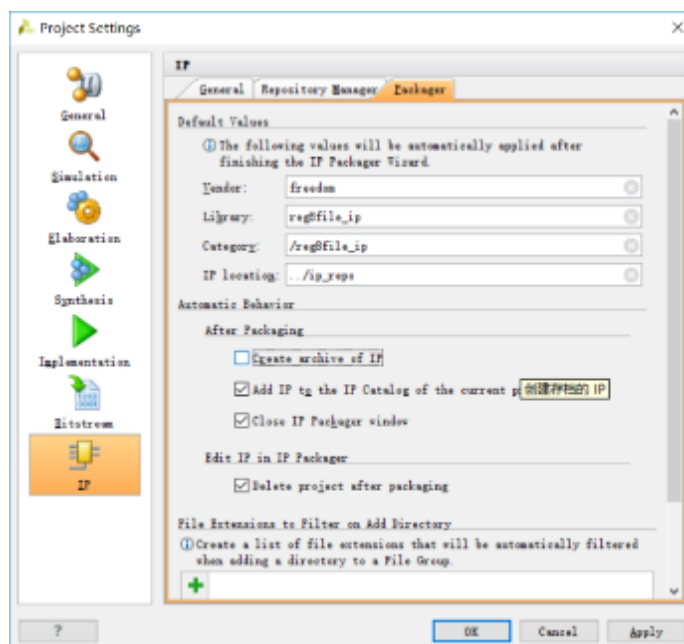 Project Settings
General
Simulation
Elaboration
Synthesis
Implementation
Bitstream
IP
IP
General Repository Manager Packager
Default Values
The following values will be automatically applied after
finishing the IP Packager Wizard.
Vendor: freedom
Library: reg8file_ip
Category: /reg8file_ip
IP location: ../ip_reps
Automatic Behavior
After Packaging
Create archive of IP
Add IP to the IP Catalog of the current p 创建存档的 IP
Close IP Packager window
Edit IP in IP Packager
Delete project after packaging
File Extensions to Filter on Add Directory
Create a list of file extensions that will be automatically filtered
when adding a directory to a File Group.
? OK Cancel Apply